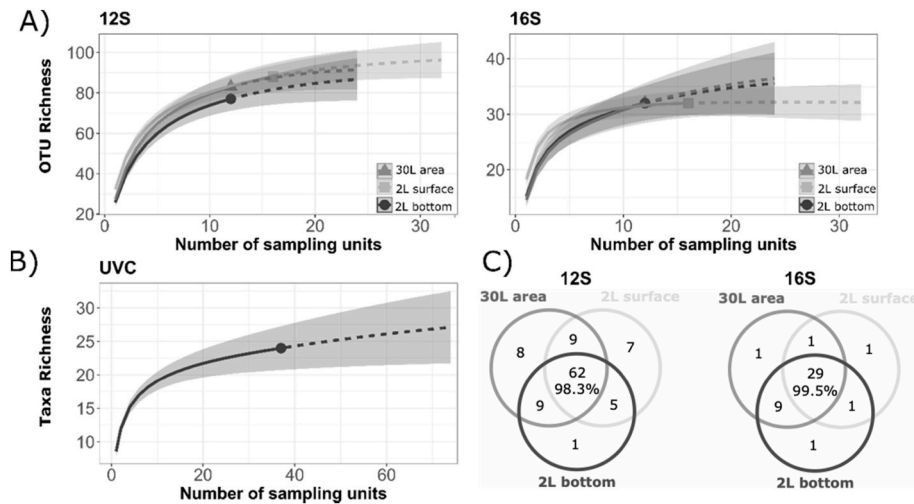 A)
12S
16S
OTU Richness
100
80
60
40
20
0
10
20
30
Number of sampling units
30L area
2L surface
2L bottom
40
30
20
0
10
20
30
Number of sampling units
30L area
2L surface
2L bottom
B)
UVC
Taxa Richness
30
25
20
15
10
0
20
40
60
Number of sampling units
C)
12S
16S
30L area
2L surface
8
9
7
62
98.3%
9
5
1
2L bottom
30L area
2L surface
1
1
1
29
99.5%
9
1
1
2L bottom